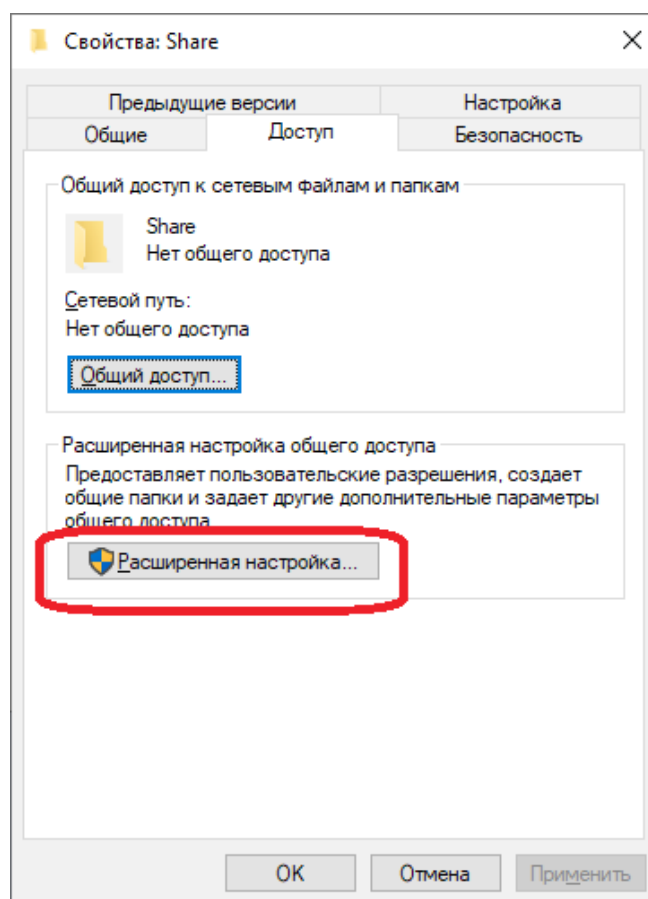 Свойства: Share
Предыдущие версии
Настройка
Общие
Доступ
Безопасность
Общий доступ к сетевым файлам и папкам
Share
Нет общего доступа
Сетевой путь:
Нет общего доступа
Общий доступ...
Расширенная настройка общего доступа
Предоставляет пользовательские разрешения, создает
общие папки и задает другие дополнительные параметры
общего доступа
Расширенная настройка...
OK
Отмена
Применить